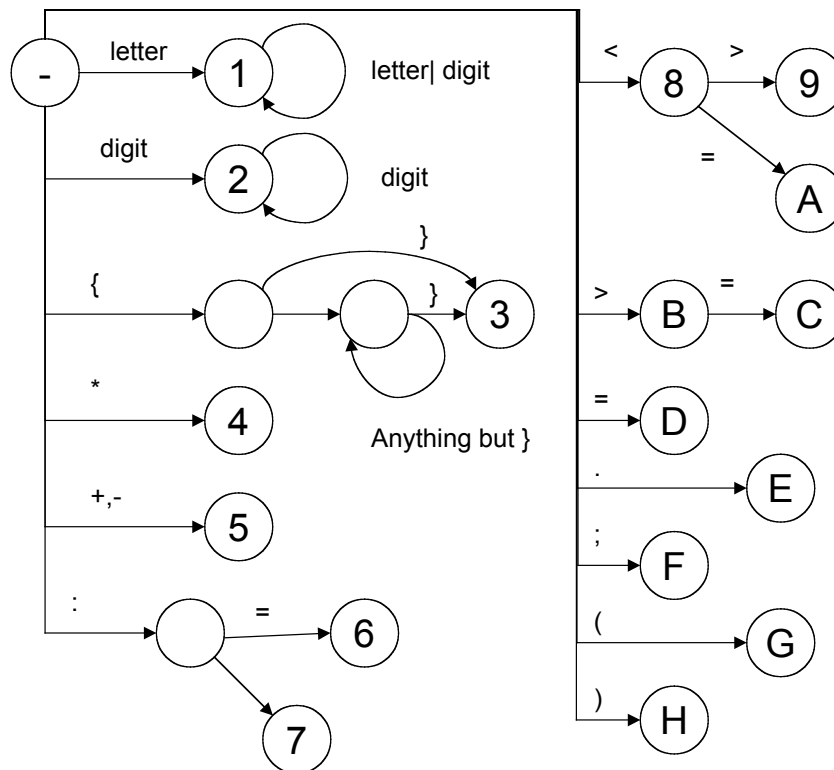 -
letter
1
letter| digit
digit
2
digit
{
}
}
3
Anything but }
*
4
+,-
5
:
=
6
7
<
8
>
9
=
A
>
B
=
C
=
D
.
E
;
F
(
G
)
H